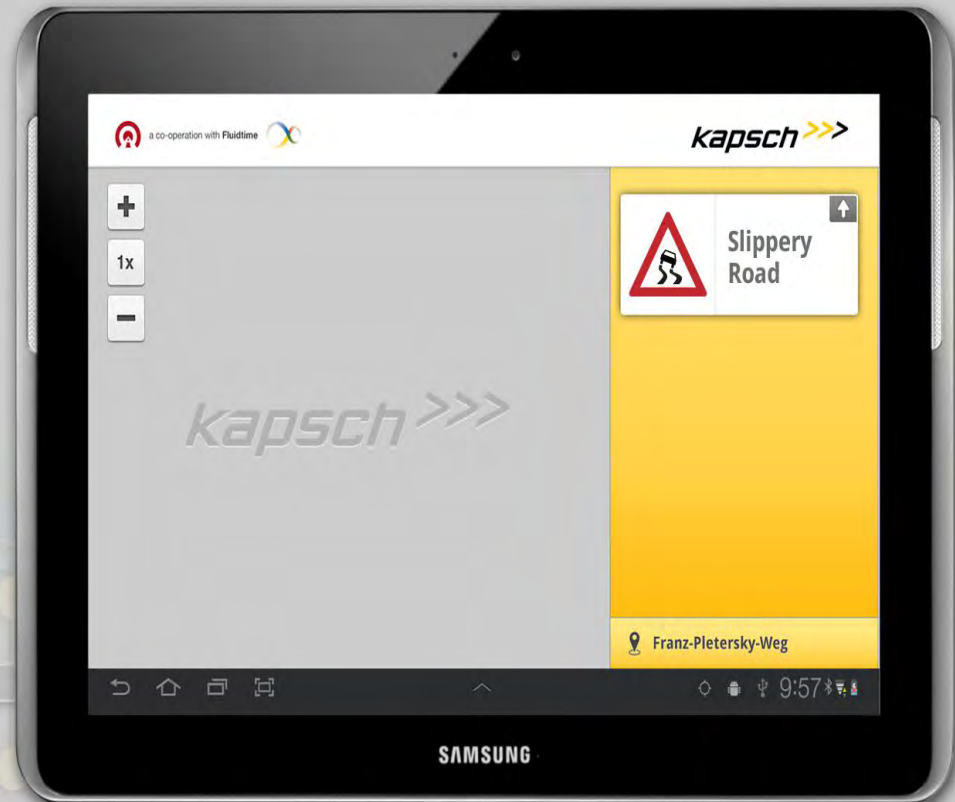 a co-operation with Fluidtime
kapsch >>>
+
1x
−
Slippery
Road
kapsch >>>
Franz-Pletersky-Weg
9:57
SAMSUNG